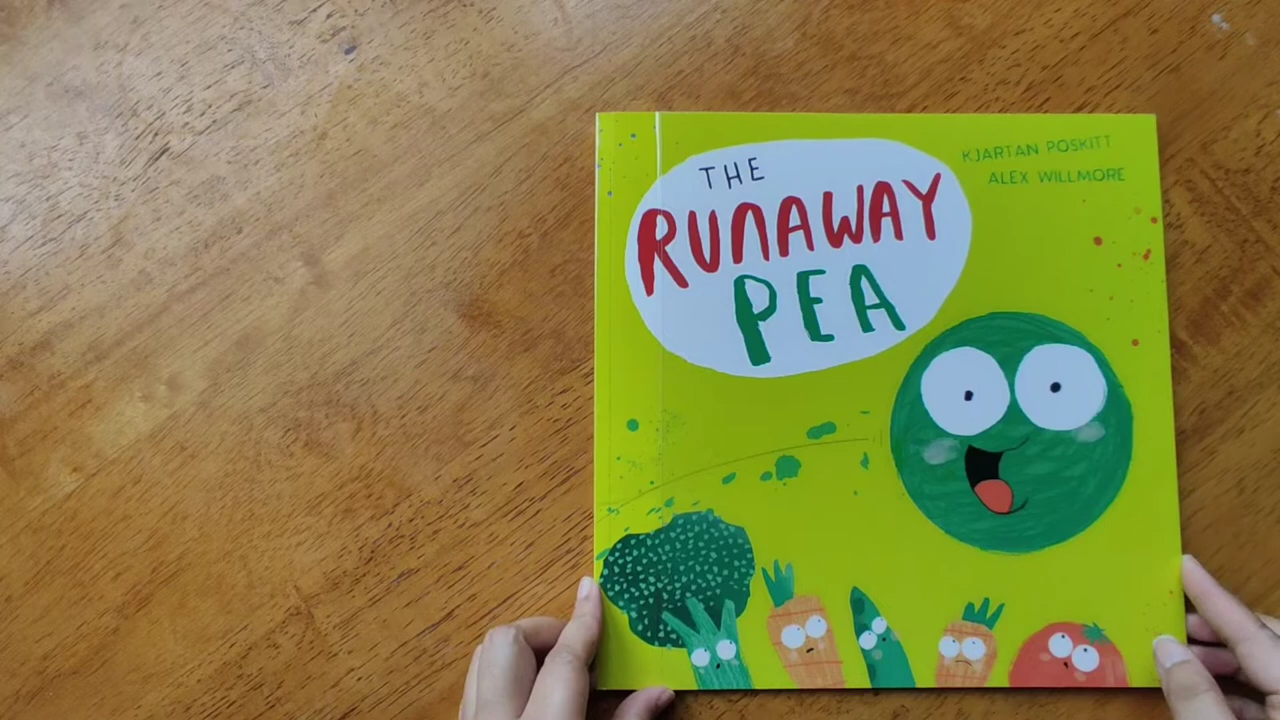 THE
RUNAWAY
PEA
KJARTAN POSKITT
ALEX WILLMORE